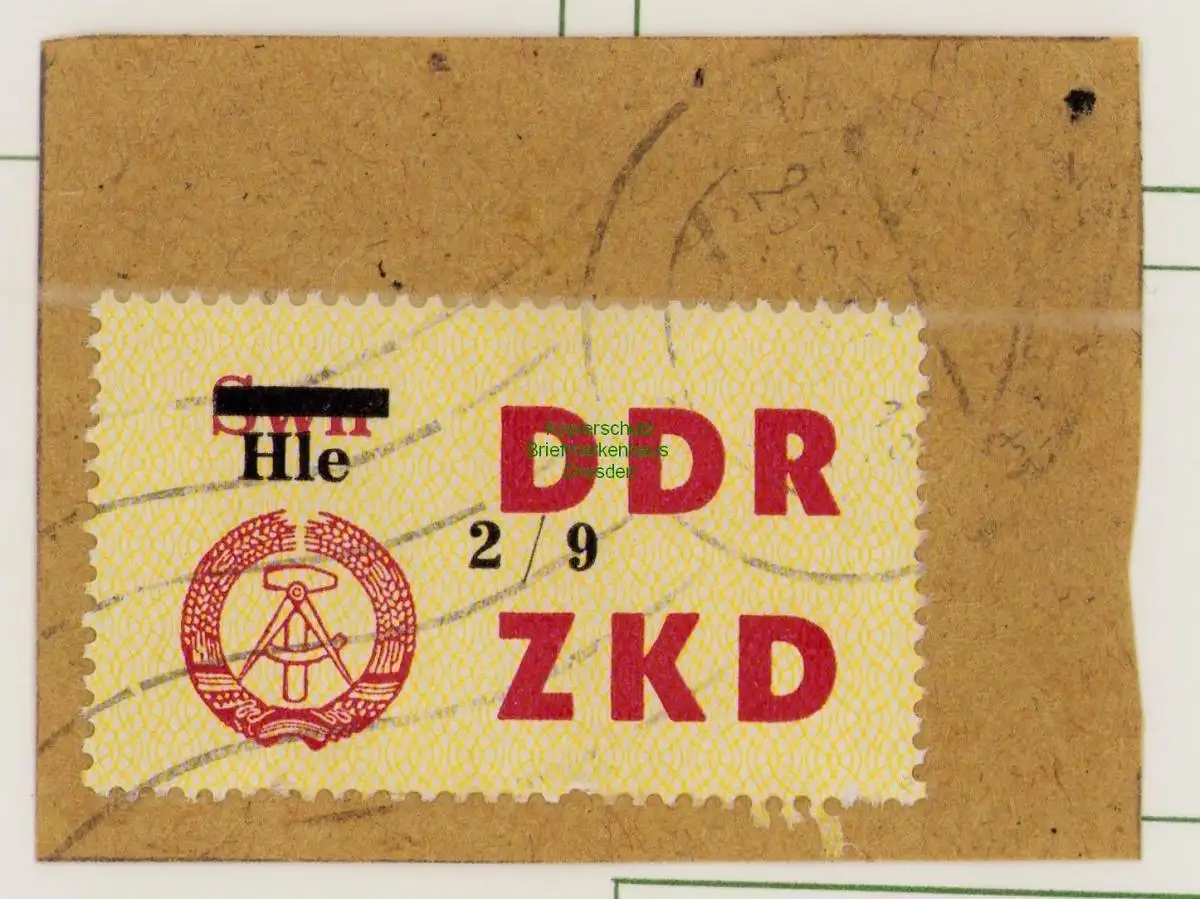 Swn
Hle
DDR
Kopierschutz
Briefmarkenhaus
Dresden
2 / 9
ZKD